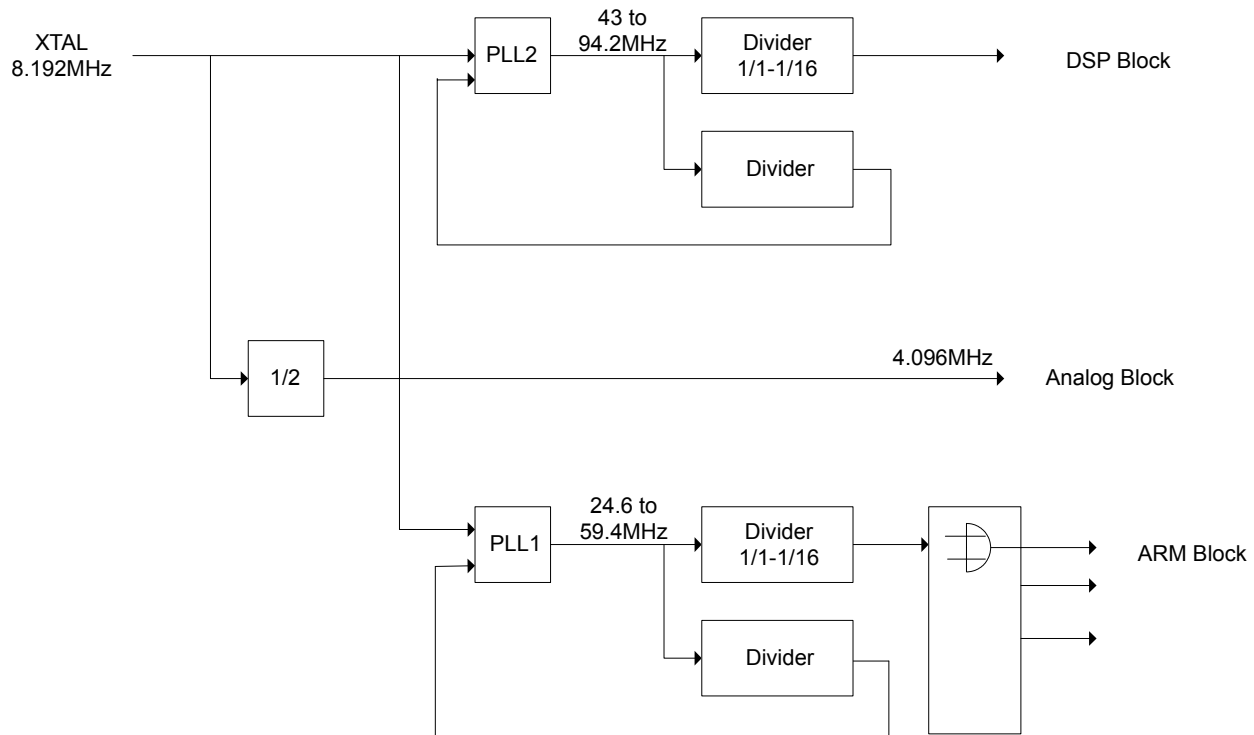 XTAL
8.192MHz
PLL2
43 to
94.2MHz
Divider
1/1-1/16
DSP Block
Divider
1/2
4.096MHz
Analog Block
PLL1
24.6 to
59.4MHz
Divider
1/1-1/16
ARM Block
Divider